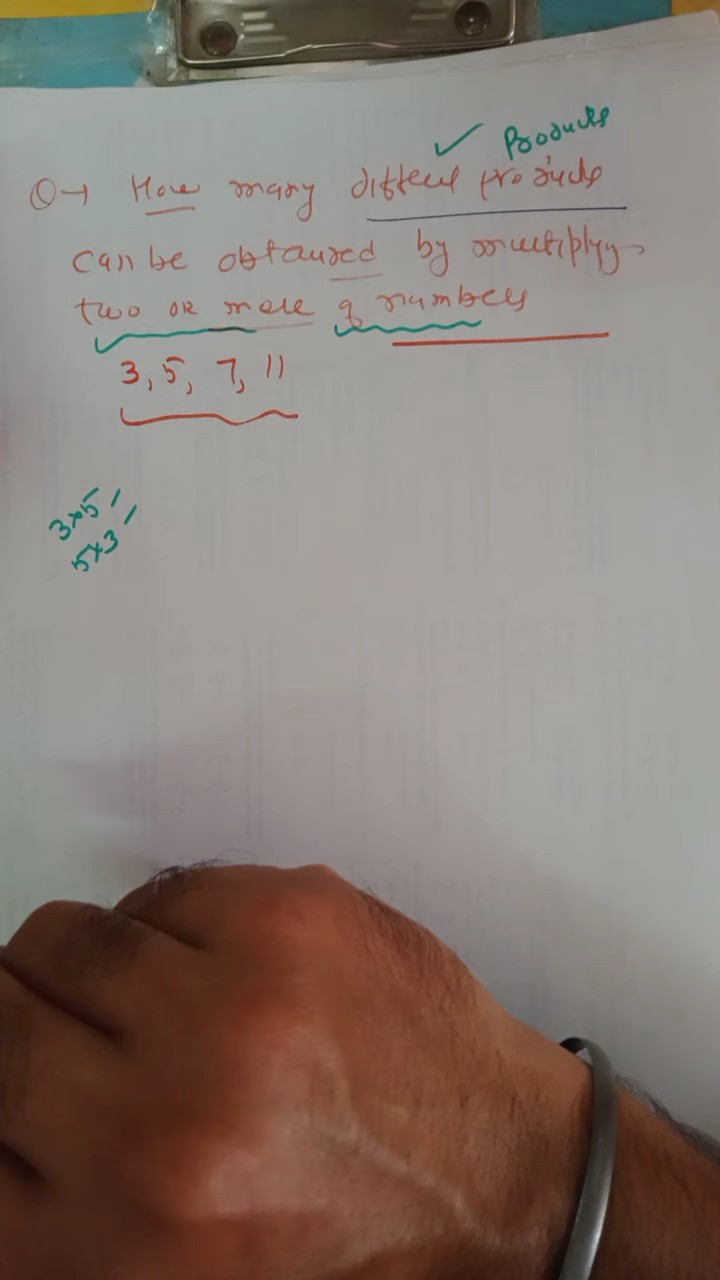 Products
Q→ How many different products
can be obtained by multiplying
two or more of numbers
3, 5, 7, 11
3×5
5×3